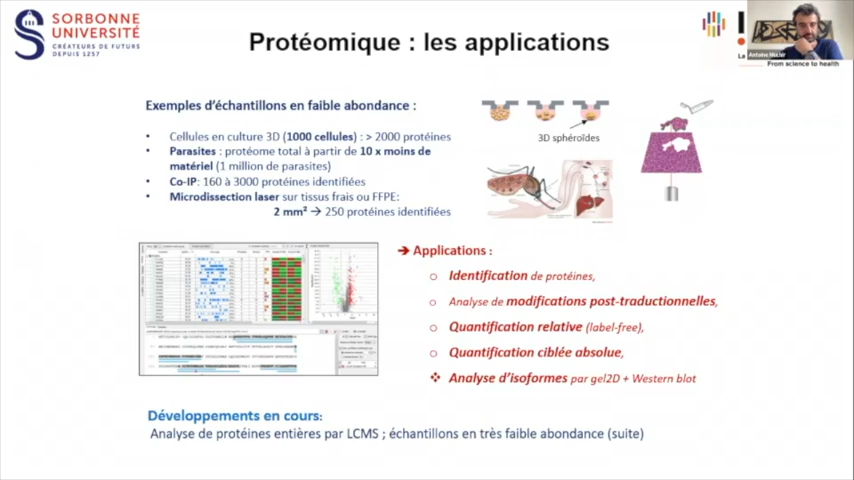 SORBONNE
UNIVERSITÉ
CRÉATEURS DE FUTURS
DEPUIS 1257
Protéomique : les applications
La
From science to health
Exemples d'échantillons en faible abondance :
• Cellules en culture 3D (1000 cellules) : > 2000 protéines
• Parasites : protéome total à partir de 10 x moins de
matériel (1 million de parasites)
• Co-IP: 160 à 3000 protéines identifiées
• Microdissection laser sur tissus frais ou FFPE:
2 mm² → 250 protéines identifiées
3D sphéroïdes
➔ Applications :
o Identification de protéines,
o Analyse de modifications post-traductionnelles,
o Quantification relative (label-free),
o Quantification ciblée absolue,
❖ Analyse d'isoformes par gel2D + Western blot
Développements en cours:
Analyse de protéines entières par LCMS ; échantillons en très faible abondance (suite)